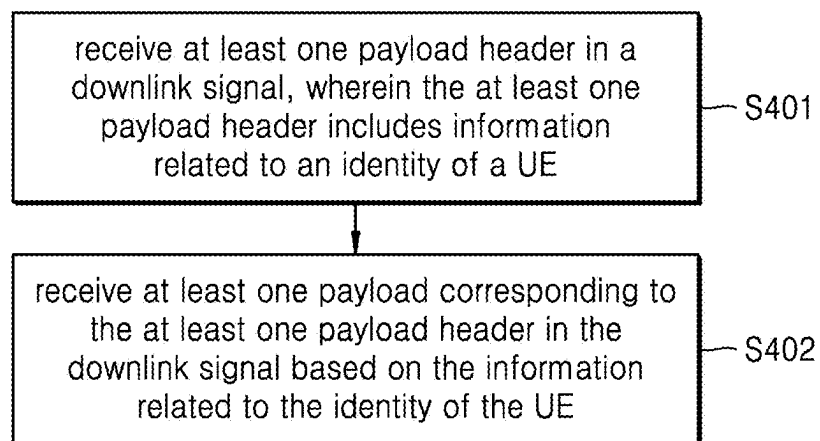 receive at least one payload header in a
downlink signal, wherein the at least one
payload header includes information
related to an identity of a UE
S401
receive at least one payload corresponding to
the at least one payload header in the
downlink signal based on the information
related to the identity of the UE
S402